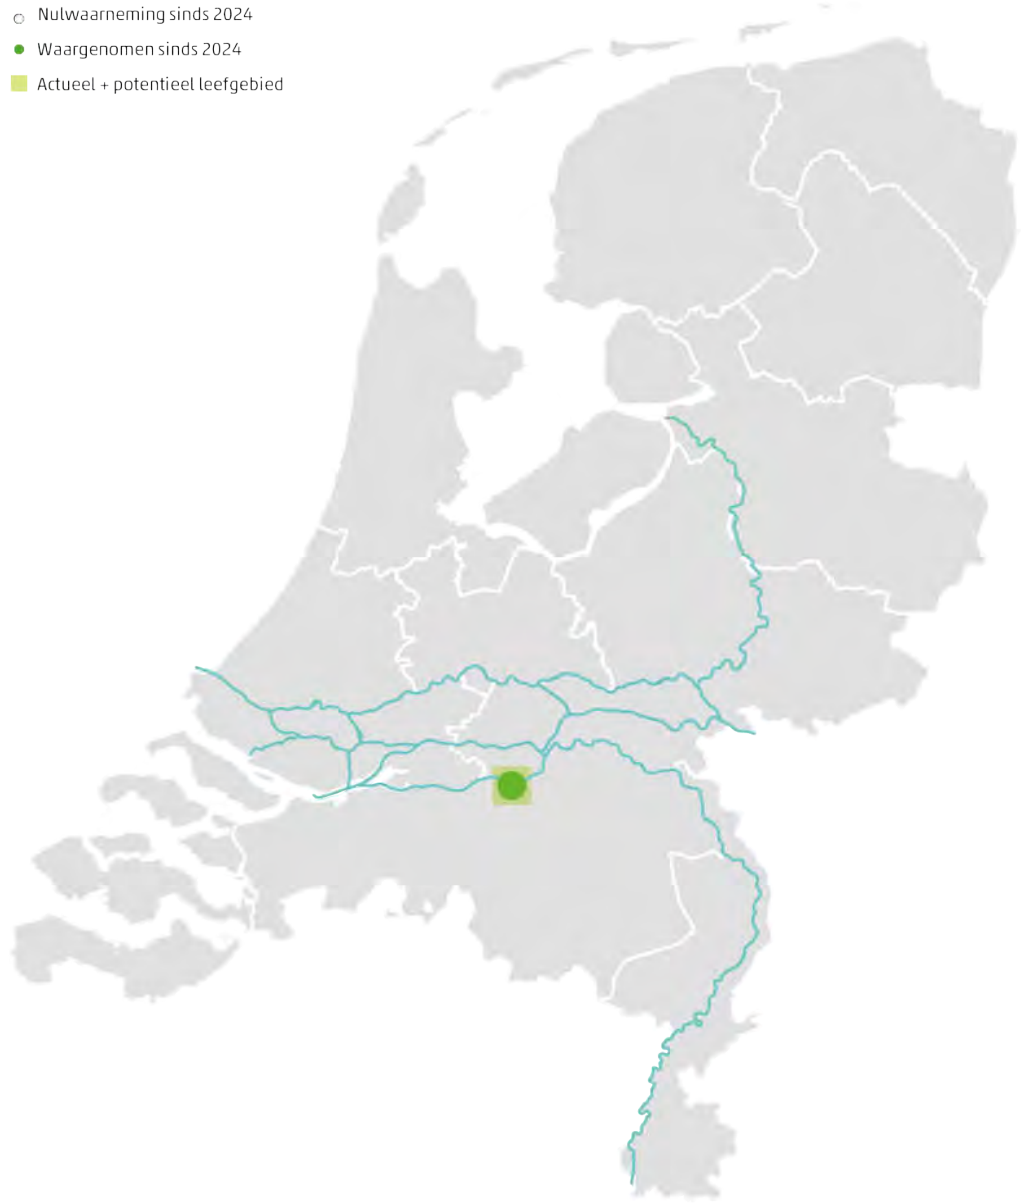 Nulwaarneming sinds 2024
Waargenomen sinds 2024
Actueel + potentieel leefgebied